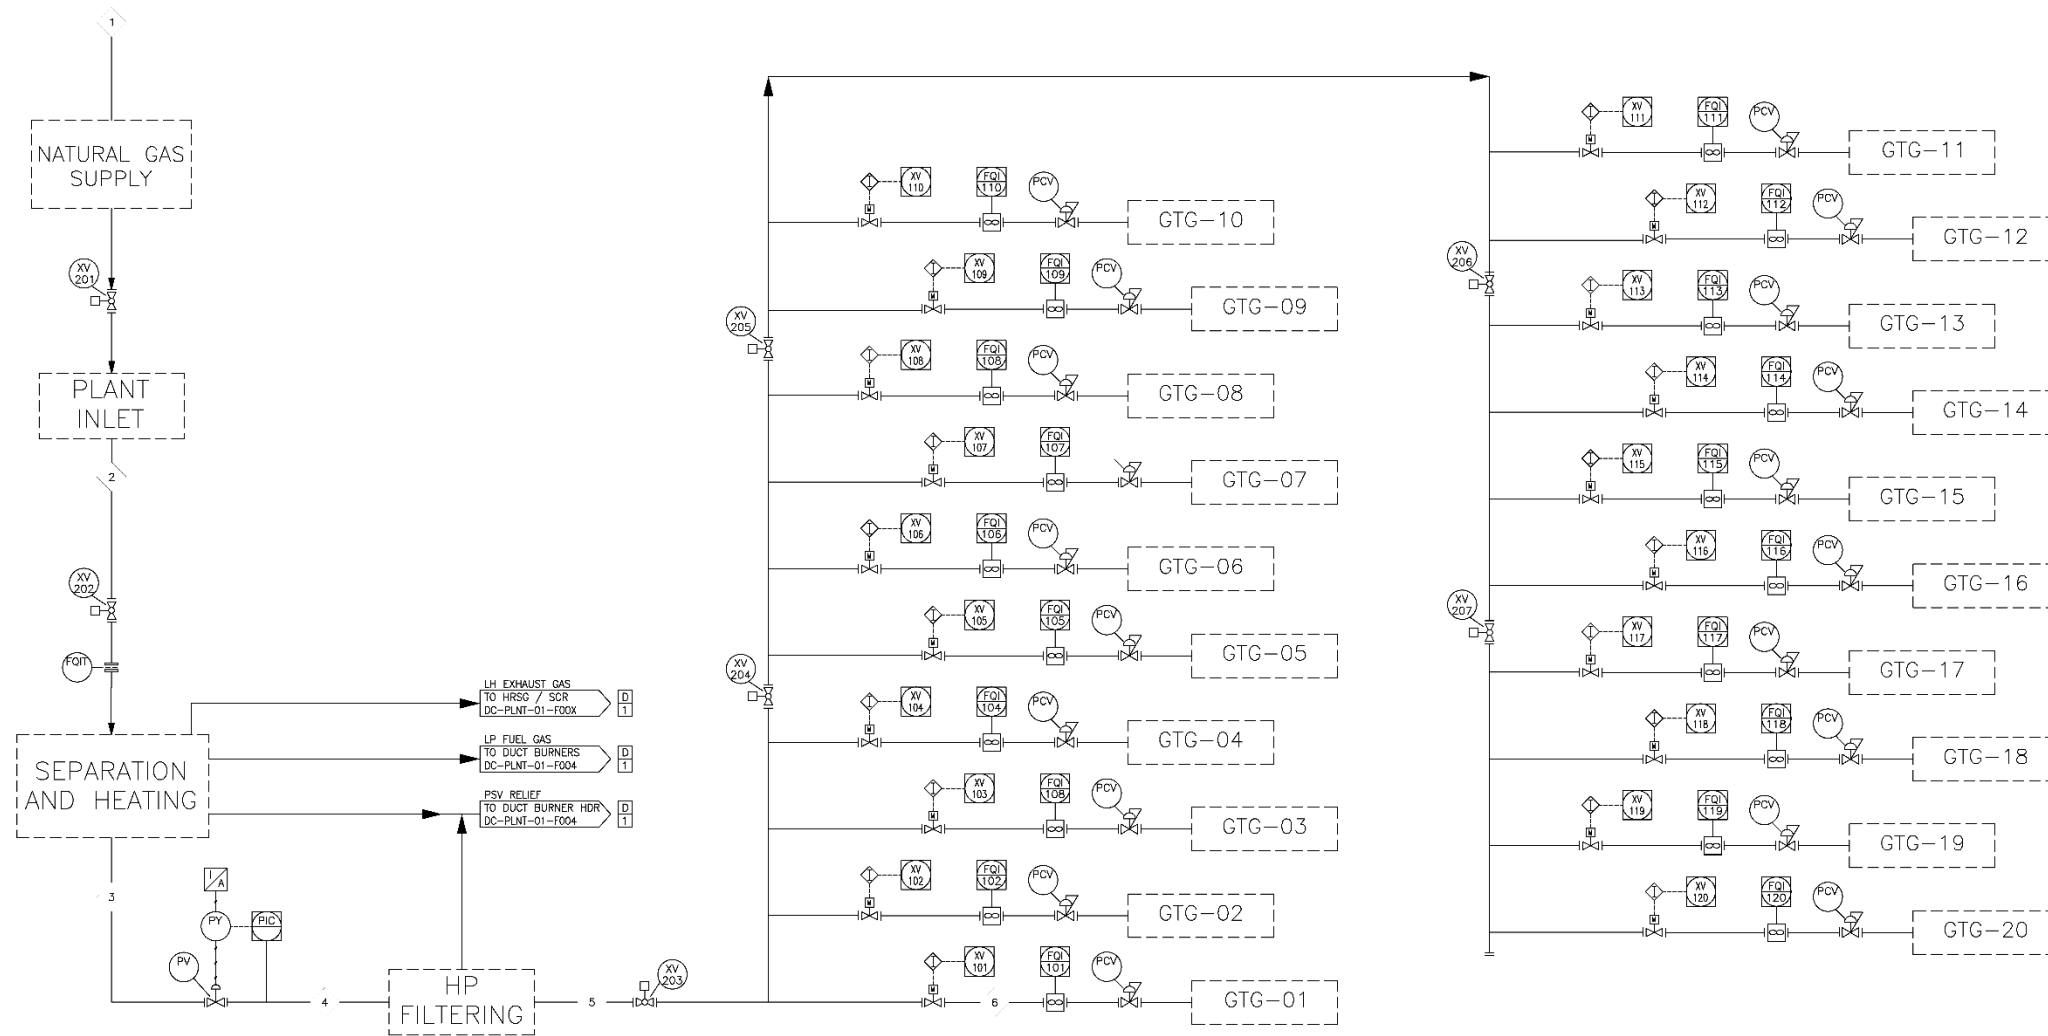 1
NATURAL GAS
SUPPLY
XV
201
PLANT
INLET
2
XV
202
FQIT
SEPARATION
AND HEATING
LH EXHAUST GAS
TO HRSG / SCR
DC-PLNT-01-F00X
D
1
LP FUEL GAS
TO DUCT BURNERS
DC-PLNT-01-F004
D
1
PSV RELIEF
TO DUCT BURNER HDR
DC-PLNT-01-F004
D
1
3
I/A
PY
PIC
PV
4
HP
FILTERING
5
XV
203
XV
204
XV
205
XV
110
FQI
110
PCV
GTG-10
XV
109
FQI
109
PCV
GTG-09
XV
108
FQI
108
PCV
GTG-08
XV
107
FQI
107
GTG-07
XV
106
FQI
106
PCV
GTG-06
XV
105
FQI
105
PCV
GTG-05
XV
104
FQI
104
PCV
GTG-04
XV
103
FQI
108
PCV
GTG-03
XV
102
FQI
102
PCV
GTG-02
XV
101
FQI
101
PCV
6
GTG-01
XV
206
XV
207
XV
111
FQI
111
PCV
GTG-11
XV
112
FQI
112
PCV
GTG-12
XV
113
FQI
113
PCV
GTG-13
XV
114
FQI
114
PCV
GTG-14
XV
115
FQI
115
PCV
GTG-15
XV
116
FQI
116
PCV
GTG-16
XV
117
FQI
117
PCV
GTG-17
XV
118
FQI
118
PCV
GTG-18
XV
119
FQI
119
PCV
GTG-19
XV
120
FQI
120
PCV
GTG-20